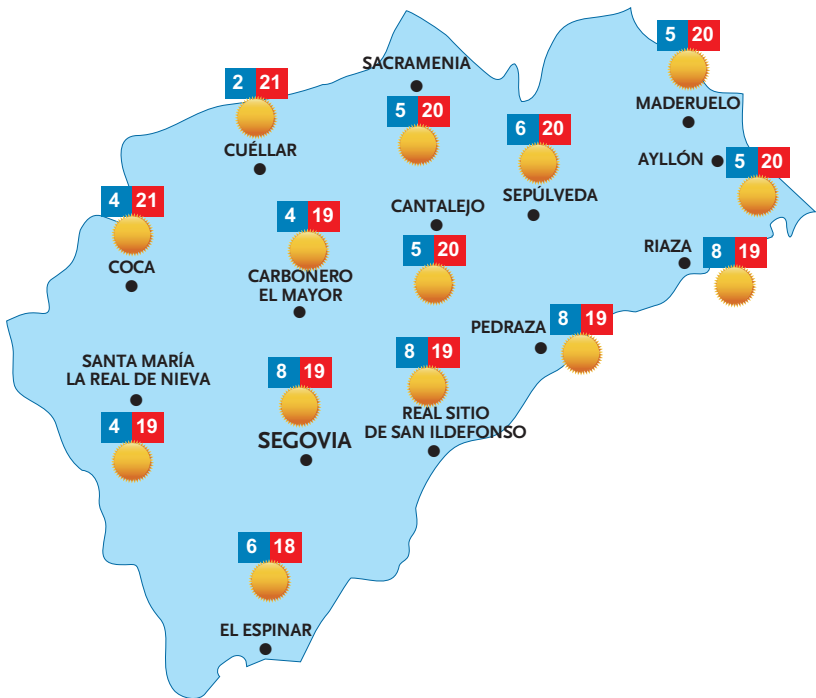 5 20
MADERUELO
SACRAMENIA
5 20
2 21
CUÉLLAR
6 20
SEPÚLVEDA
AYLLÓN
5 20
4 21
COCA
4 19
CARBONERO
EL MAYOR
CANTALEJO
5 20
RIAZA
8 19
PEDRAZA
8 19
SANTA MARÍA
LA REAL DE NIEVA
4 19
8 19
SEGOVIA
8 19
REAL SITIO
DE SAN ILDEFONSO
6 18
EL ESPINAR